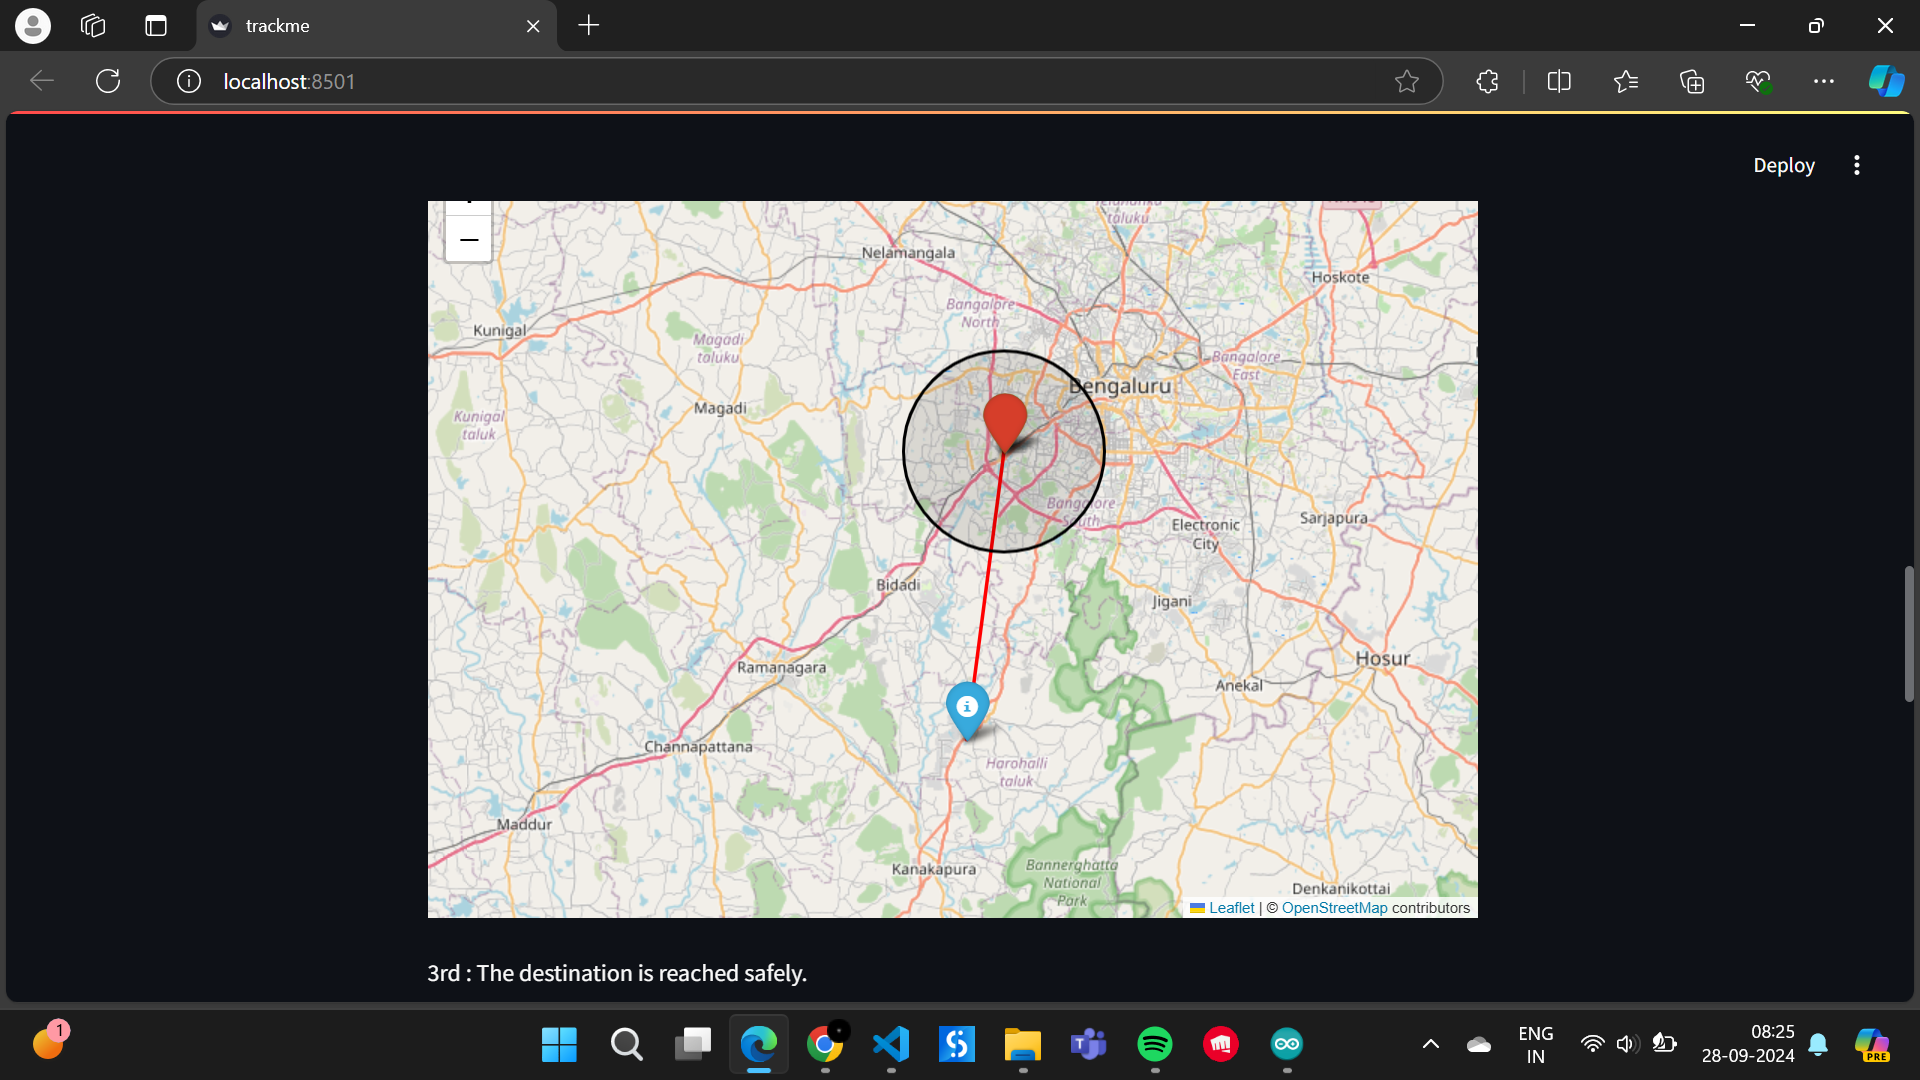 trackme
localhost:8501
Deploy
taluku
Nelamangala
Hoskote
Bangalore
North
Kunigal
Magadi
taluku
Bangalore
East
Bengaluru
Magadi
Kunigal
taluk
Bangalore
South
Electronic
City
Sarjapura
Bidadi
Jigani
Ramanagara
Hosur
Anekal
i
Channapattana
Harohalli
taluk
Maddur
Kanakapura
Bannerghatta
National
Park
Denkanikottai
Leaflet | © OpenStreetMap contributors
3rd : The destination is reached safely.
1
ENG
IN
08:25
28-09-2024
PRE